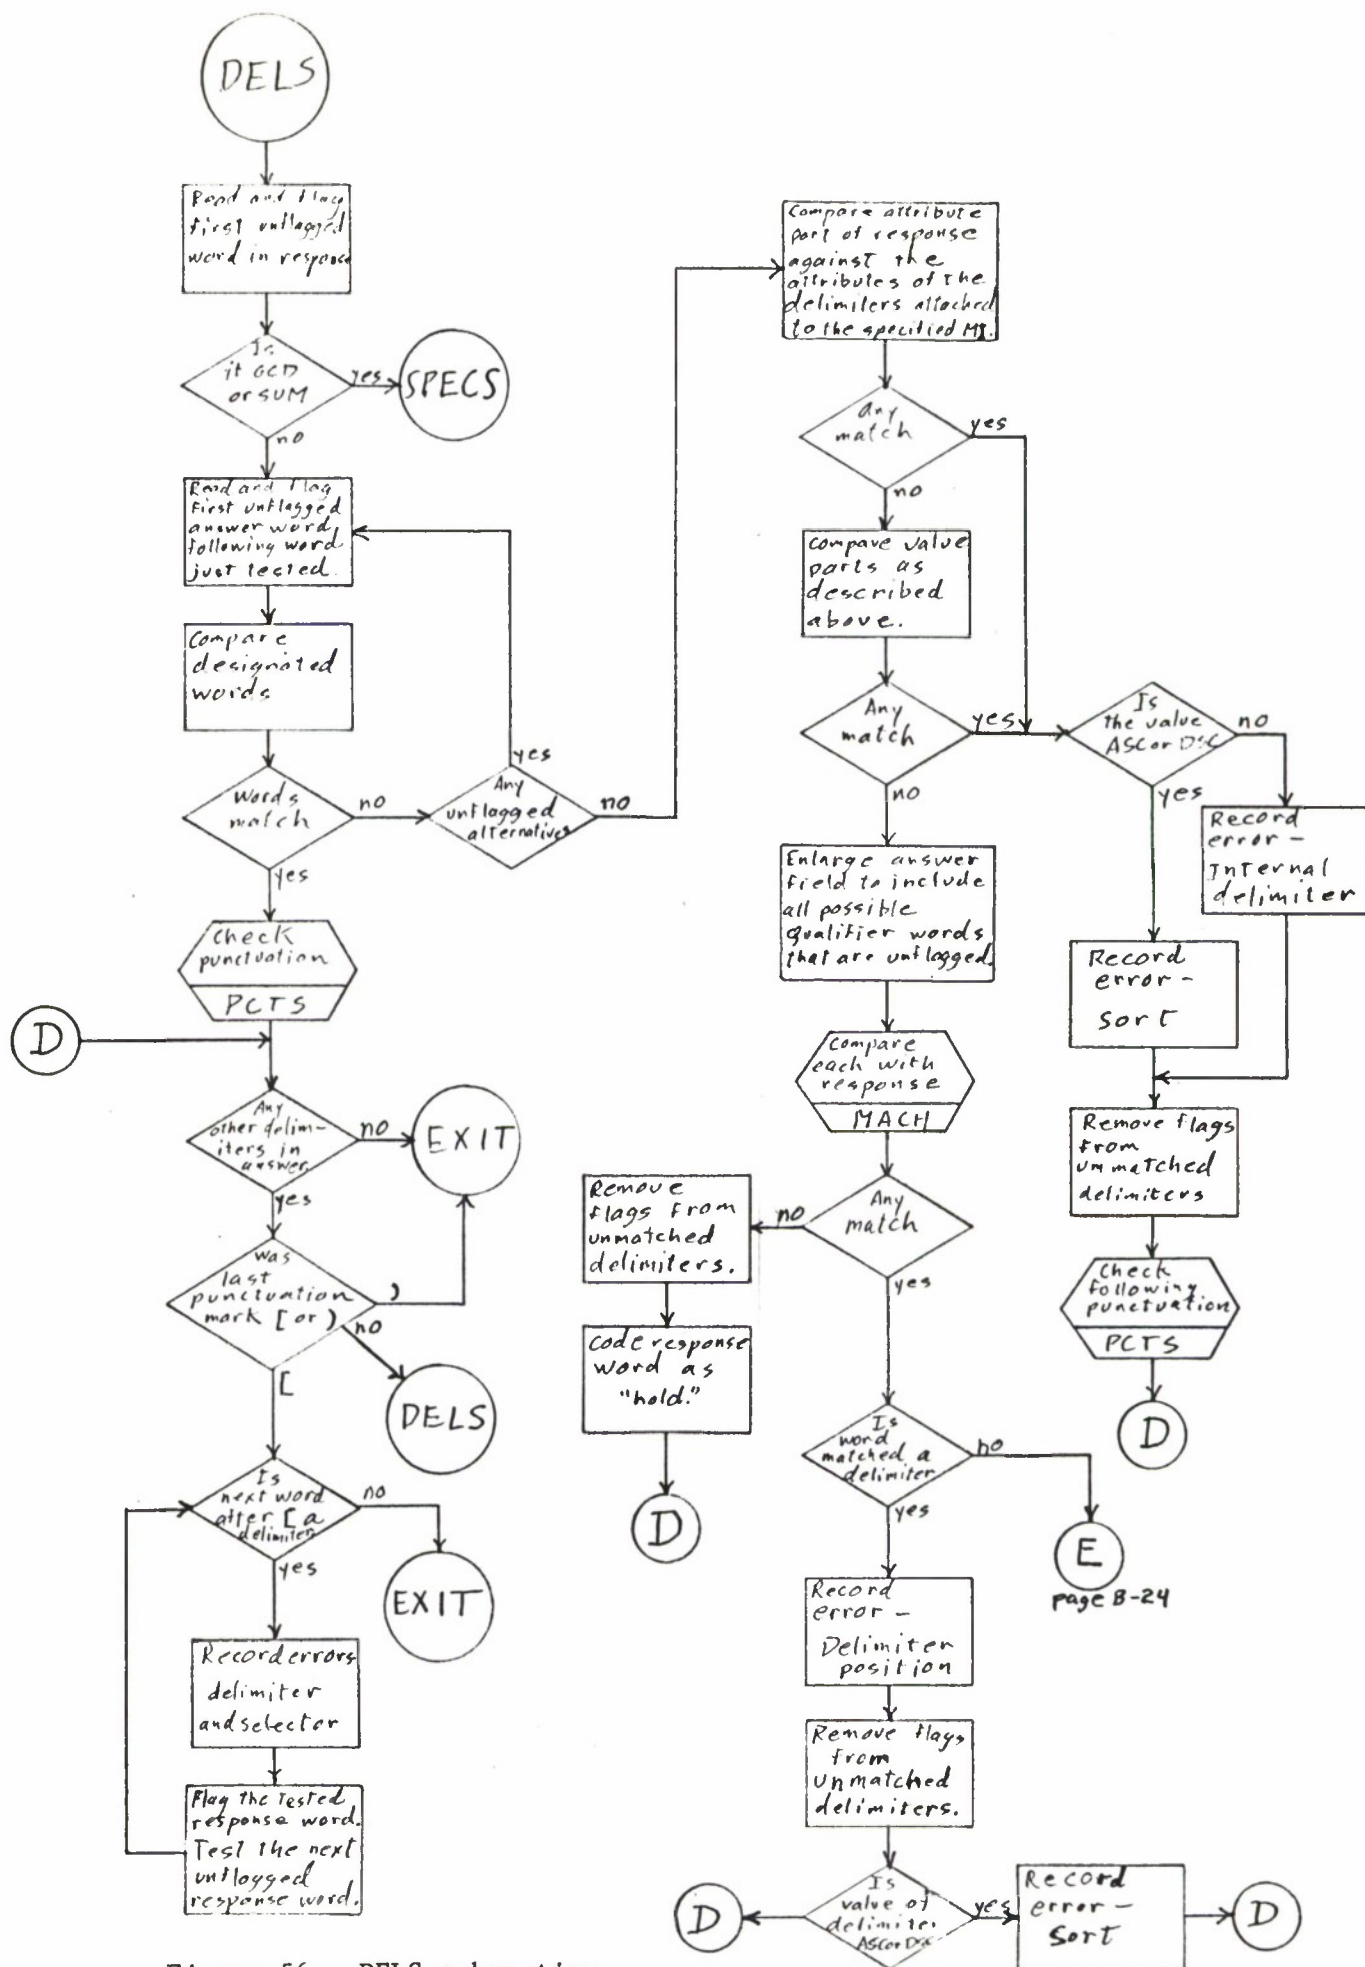 DELS
Read and flag
first unflagged
word in response
Is
it GCD
or SUM
yes
SPECS
no
Read and flag
First unflagged
answer word
following word
just tested.
Compare
designated
words
Words
match
no
Any
unflagged
alternatives
yes
no
yes
Check
punctuation
PCTS
D
Any
other delim-
iters in
answer
no
EXIT
yes
Was
last
punctuation
mark [ or )
)
no
DELS
[
Is
next word
after [ a
delimiter
no
EXIT
yes
Record errors
delimiter
and selector
Flag the tested
response word.
Test the next
unflagged
response word.
Compare attribute
part of response
against the
attributes of the
delimiters attached
to the specified MI.
Any
match
yes
no
Compare value
parts as
described
above.
Any
match
yes
no
Is
the value
ASC or DSC
no
yes
Record
error –
Internal
delimiter
Record
error –
Sort
Remove flags
from
unmatched
delimiters
Check
following
punctuation
PCTS
D
Enlarge answer
field to include
all possible
qualifier words
that are unflagged.
Compare
each with
response
MACH
Any
match
no
Remove
flags from
unmatched
delimiters.
Code response
word as
"hold."
D
yes
Is
word
matched a
delimiter
no
E
page B-24
yes
Record
error –
Delimiter
position
Remove flags
from
unmatched
delimiters.
Is
value of
delimiter
ASC or DSC
D
yes
Record
error –
Sort
D